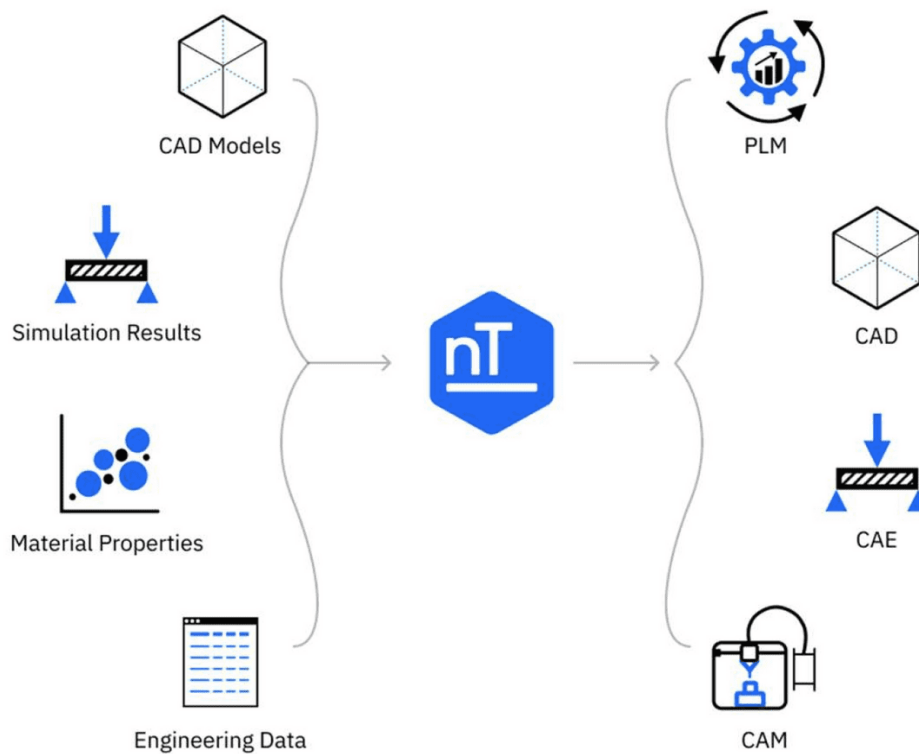 CAD Models
PLM
Simulation Results
nT
CAD
Material Properties
CAE
Engineering Data
CAM